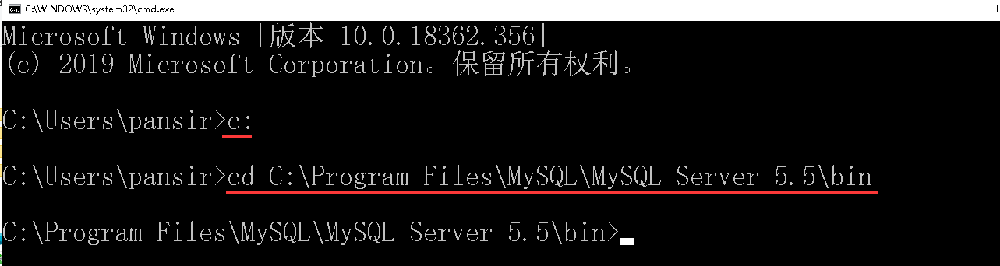 C:\WINDOWS\system32\cmd.exe
Microsoft Windows [版本 10.0.18362.356]
(c) 2019 Microsoft Corporation。保留所有权利。
C:\Users\pansir>c:
C:\Users\pansir>cd C:\Program Files\MySQL\MySQL Server 5.5\bin
C:\Program Files\MySQL\MySQL Server 5.5\bin>